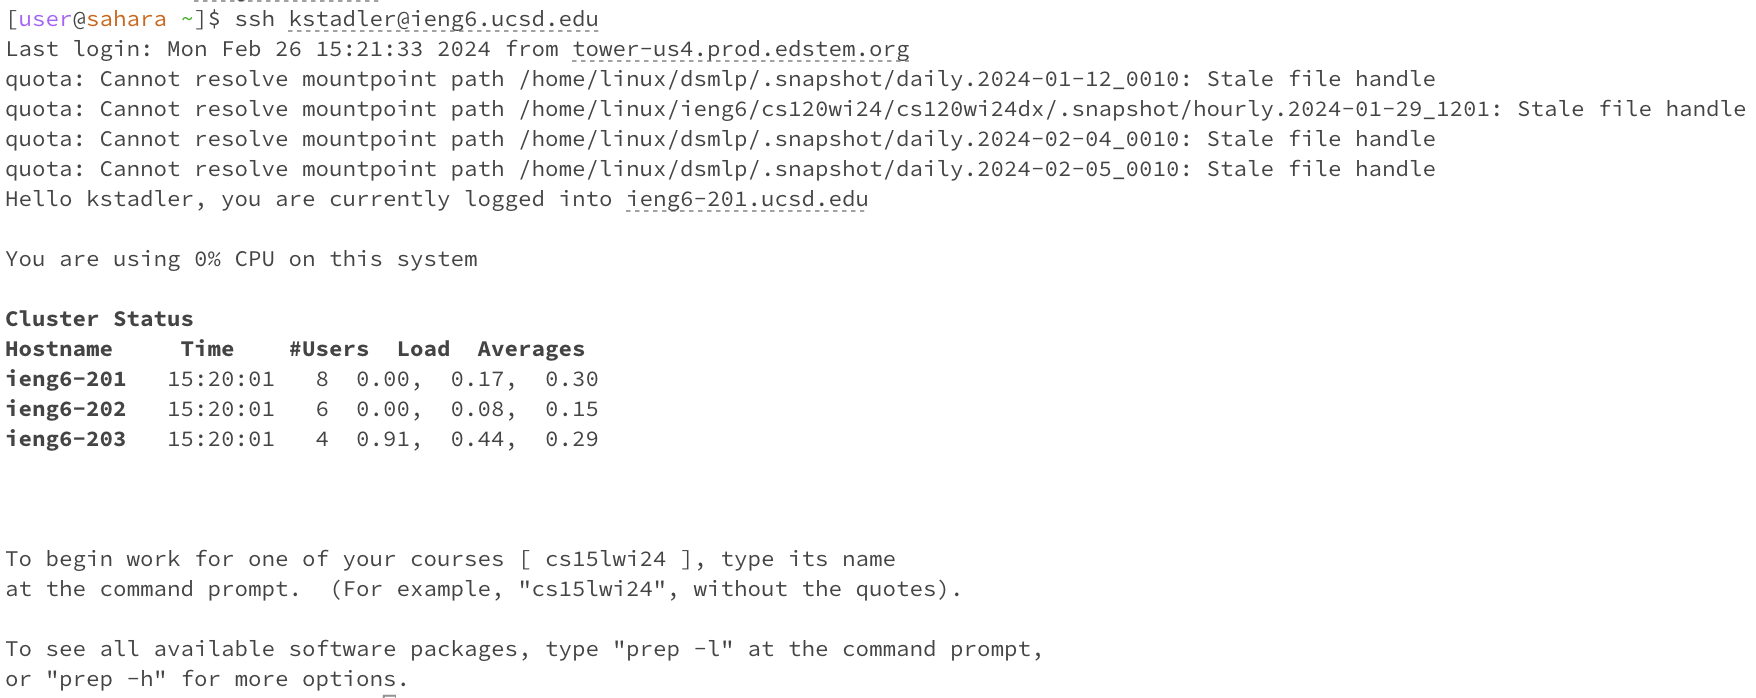 [user@sahara ~]$ ssh kstadler@ieng6.ucsd.edu
Last login: Mon Feb 26 15:21:33 2024 from tower-us4.prod.edstem.org
quota: Cannot resolve mountpoint path /home/linux/dsmlp/.snapshot/daily.2024-01-12_0010: Stale file handle
quota: Cannot resolve mountpoint path /home/linux/ieng6/cs120wi24/cs120wi24dx/.snapshot/hourly.2024-01-29_1201: Stale file handle
quota: Cannot resolve mountpoint path /home/linux/dsmlp/.snapshot/daily.2024-02-04_0010: Stale file handle
quota: Cannot resolve mountpoint path /home/linux/dsmlp/.snapshot/daily.2024-02-05_0010: Stale file handle
Hello kstadler, you are currently logged into ieng6-201.ucsd.edu
You are using 0% CPU on this system
Cluster Status
Hostname     Time    #Users  Load  Averages
ieng6-201   15:20:01   8  0.00,  0.17,  0.30
ieng6-202   15:20:01   6  0.00,  0.08,  0.15
ieng6-203   15:20:01   4  0.91,  0.44,  0.29
To begin work for one of your courses [ cs15lwi24 ], type its name
at the command prompt.  (For example, "cs15lwi24", without the quotes).
To see all available software packages, type "prep -l" at the command prompt,
or "prep -h" for more options.